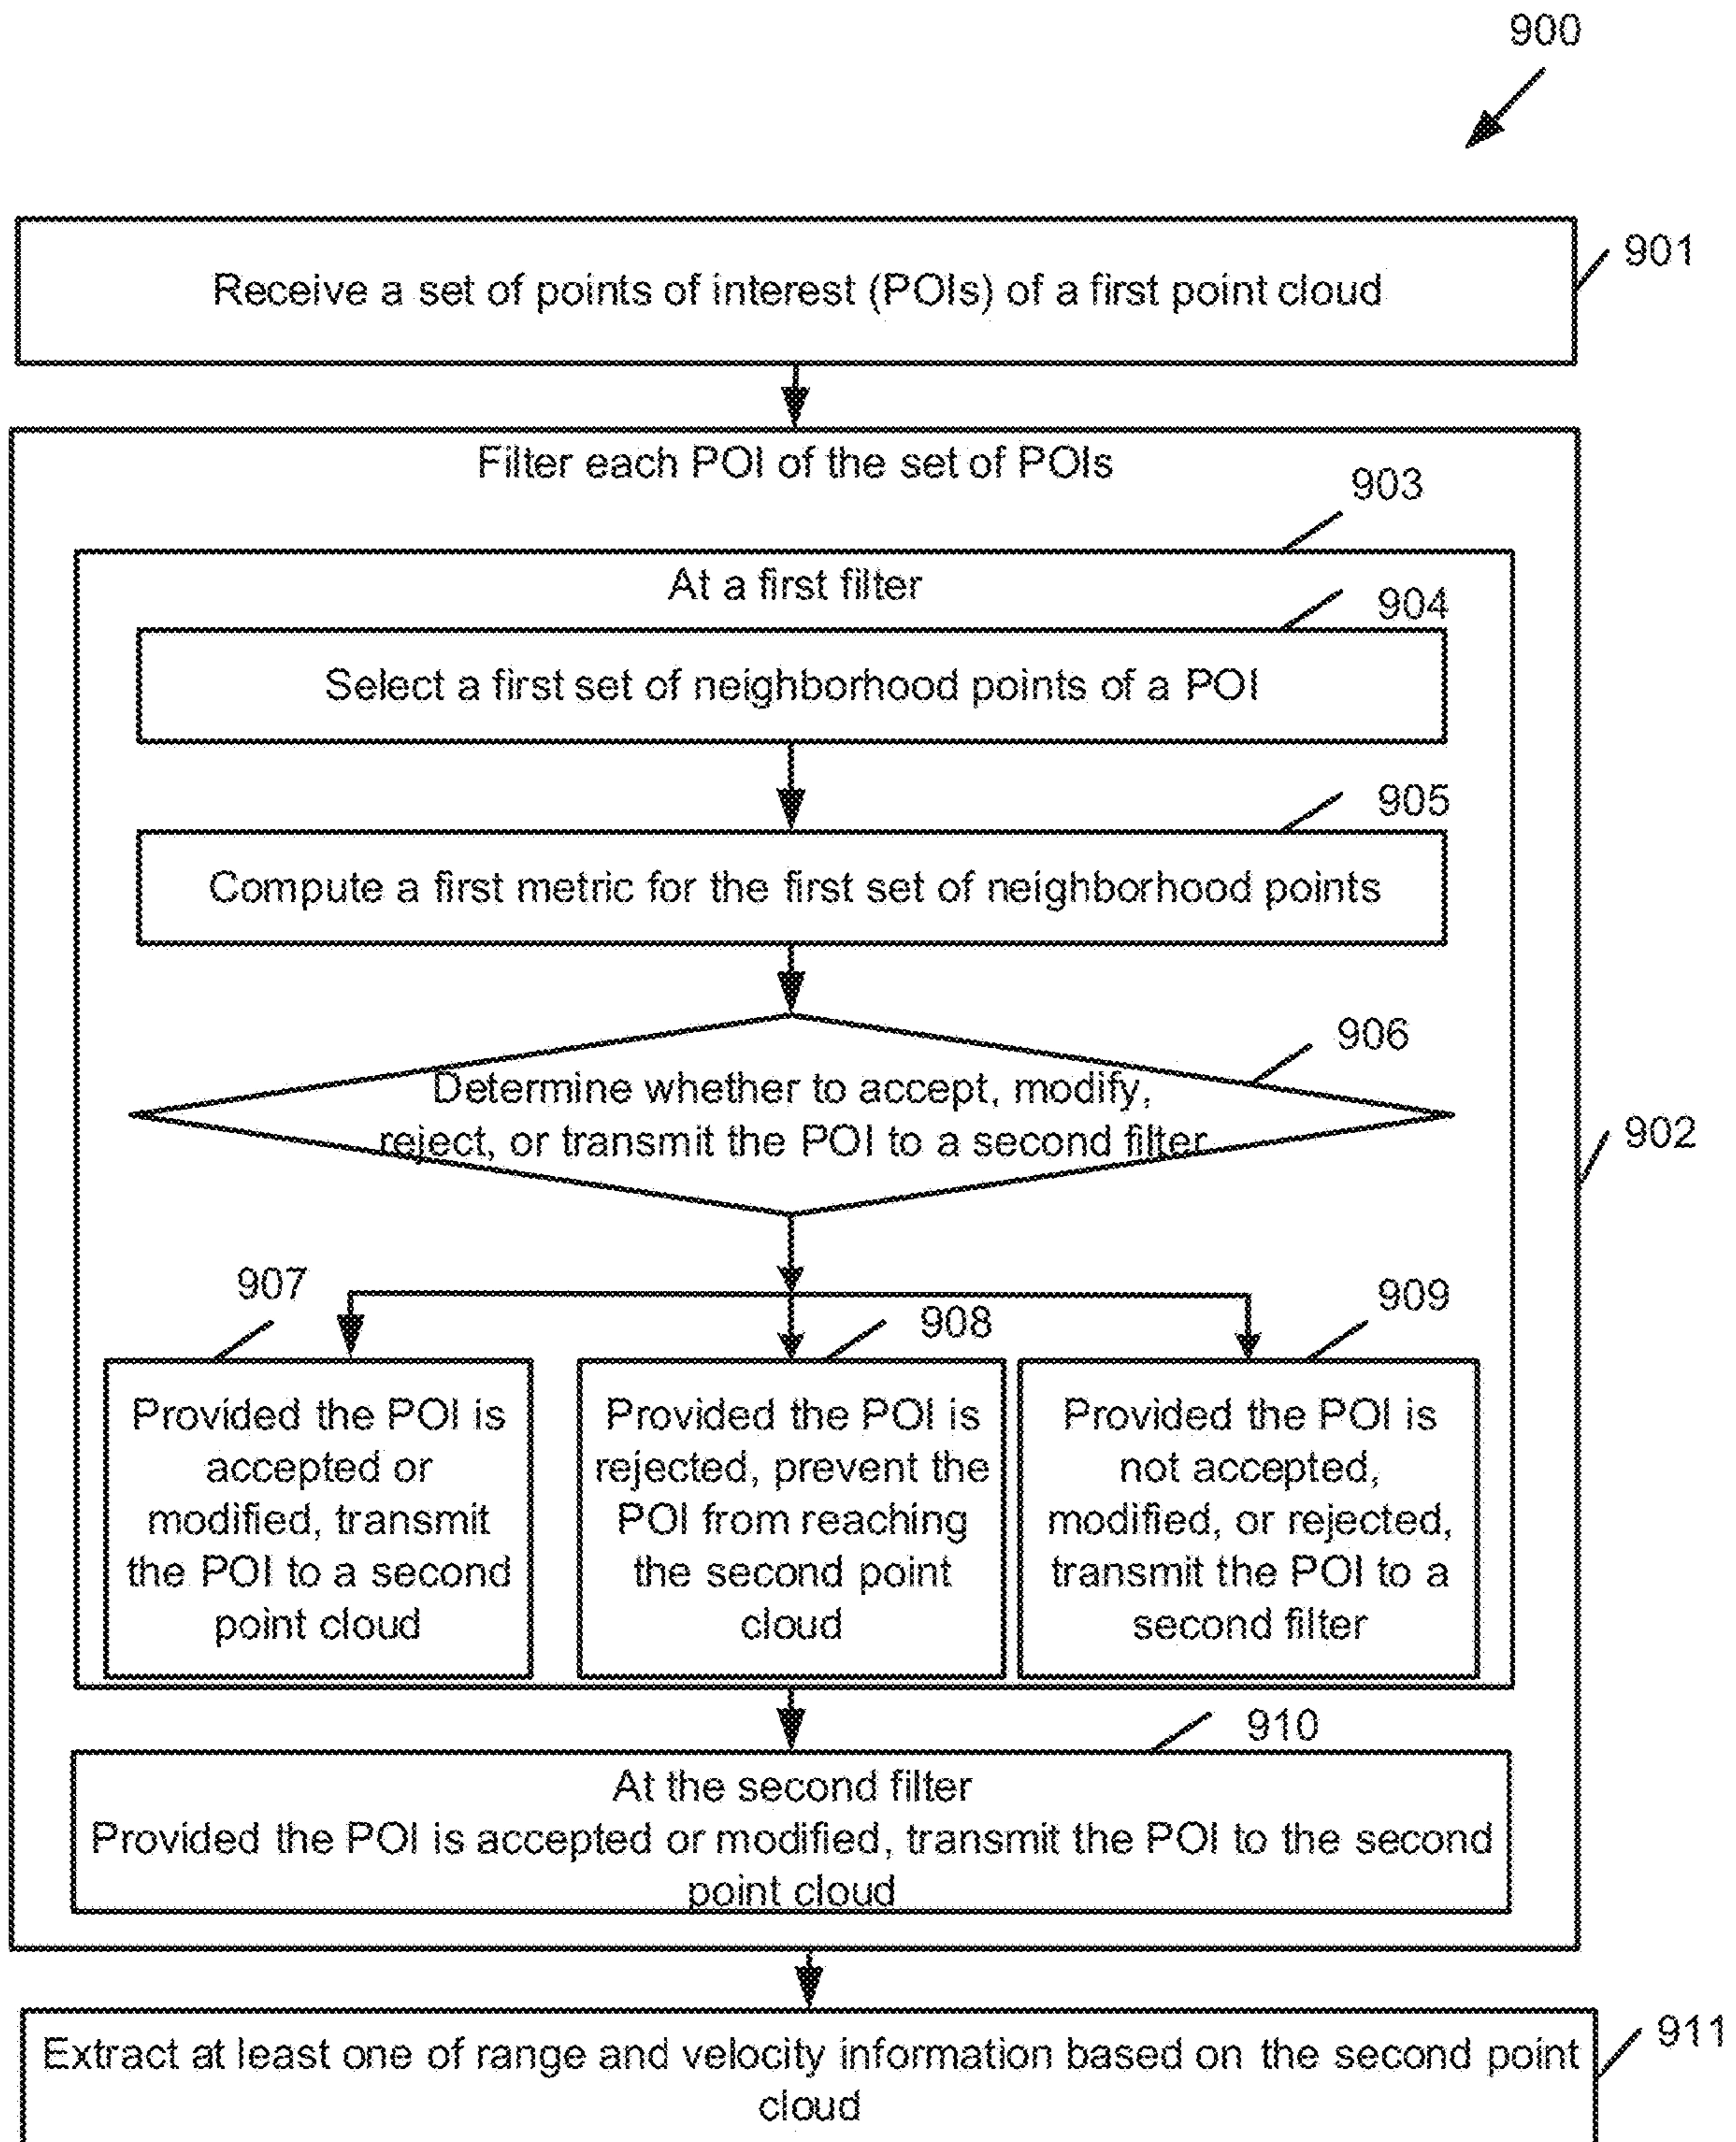 900
901
Receive a set of points of interest (POIs) of a first point cloud
Filter each POI of the set of POIs
903
At a first filter
904
Select a first set of neighborhood points of a POI
905
Compute a first metric for the first set of neighborhood points
906
Determine whether to accept, modify,
reject, or transmit the POI to a second filter
902
907
908
909
Provided the POI is
accepted or
modified, transmit
the POI to a second
point cloud
Provided the POI is
rejected, prevent the
POI from reaching
the second point
cloud
Provided the POI is
not accepted,
modified, or rejected,
transmit the POI to a
second filter
910
At the second filter
Provided the POI is accepted or modified, transmit the POI to the second
point cloud
911
Extract at least one of range and velocity information based on the second point
cloud